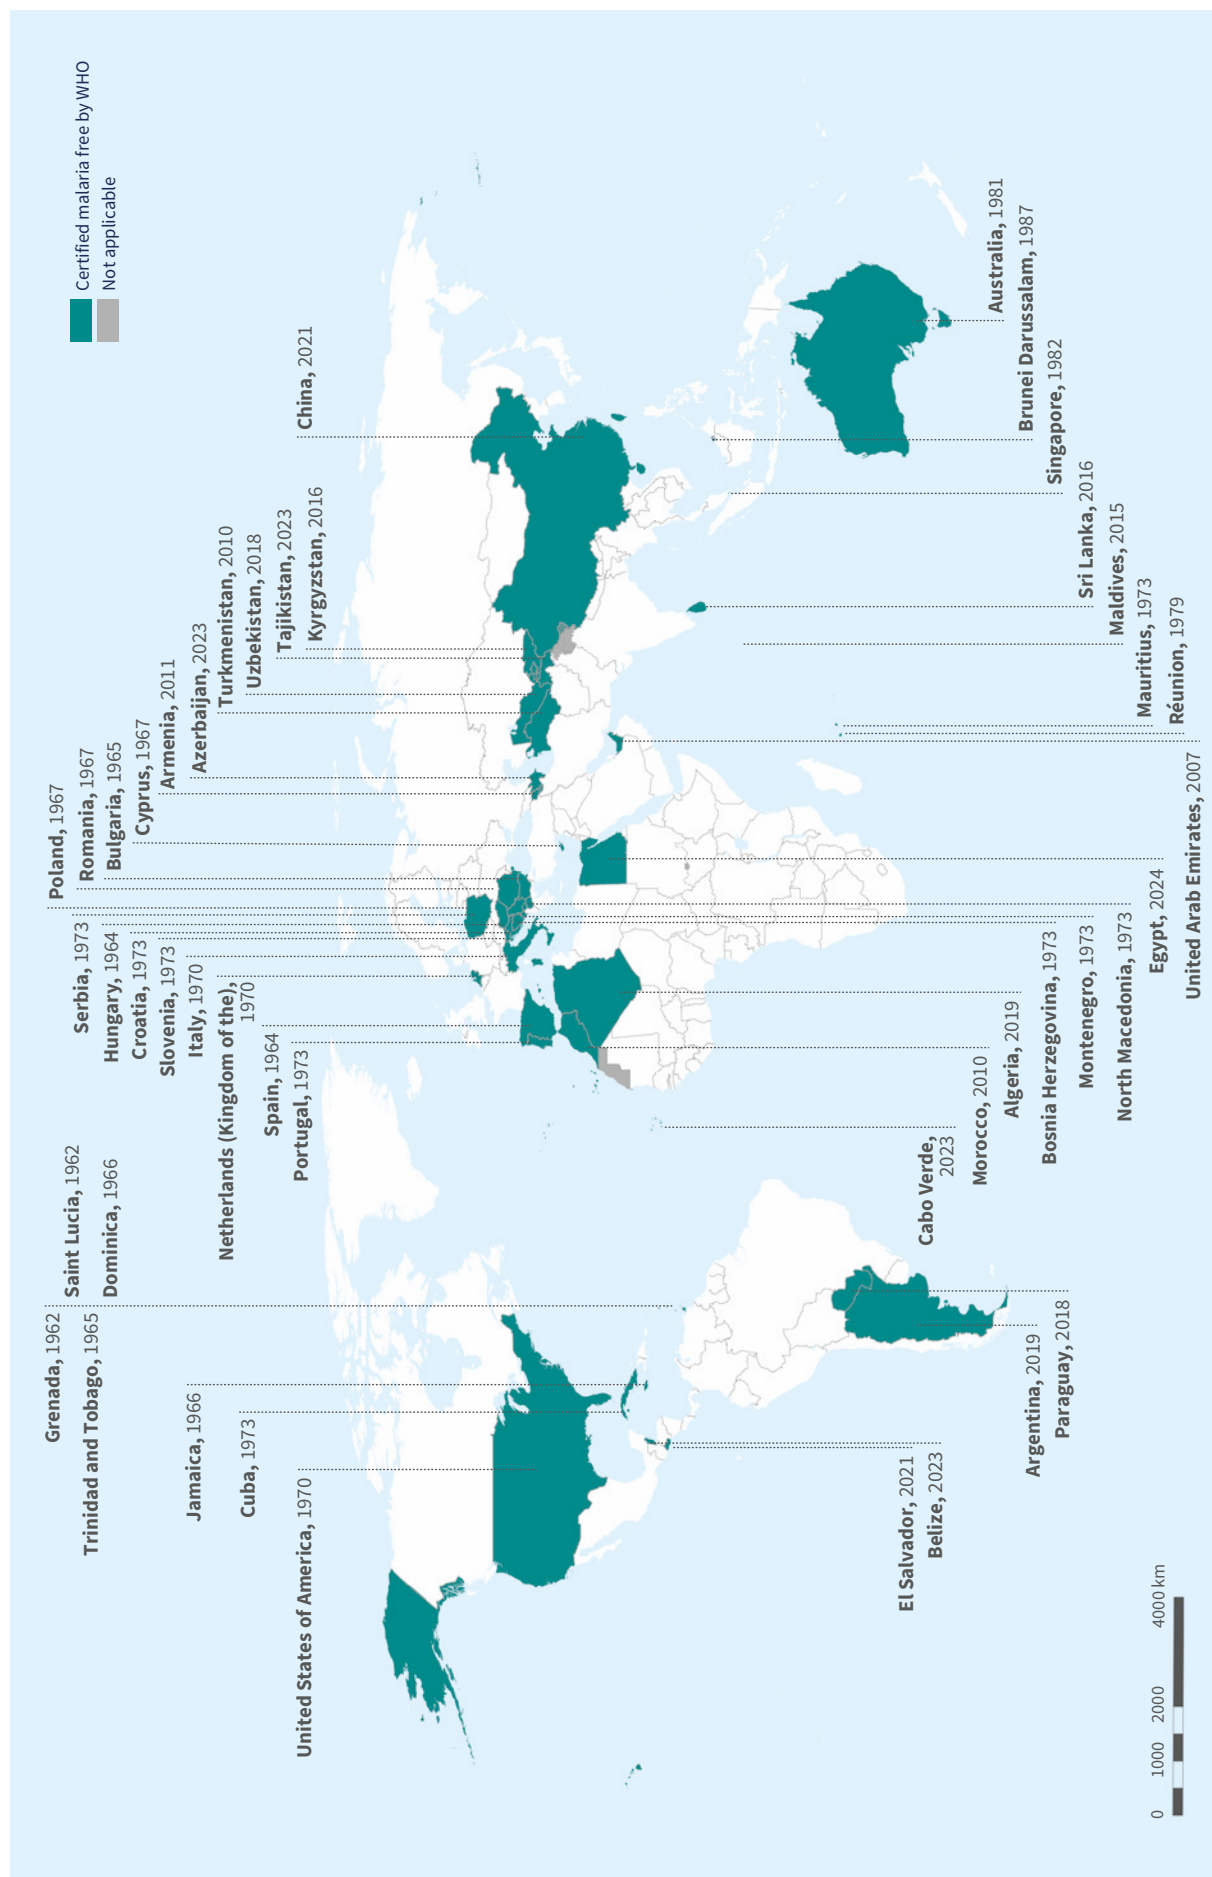 Certified malaria free by WHO
Not applicable
Grenada, 1962
Saint Lucia, 1962
Trinidad and Tobago, 1965
Dominica, 1966
Jamaica, 1966
Cuba, 1973
United States of America, 1970
Poland, 1967
Romania, 1967
Bulgaria, 1965
Cyprus, 1967
Armenia, 2011
Azerbaijan, 2023
Turkmenistan, 2010
Uzbekistan, 2018
Tajikistan, 2023
Kyrgyzstan, 2016
China, 2021
Serbia, 1973
Hungary, 1964
Croatia, 1973
Slovenia, 1973
Italy, 1970
Netherlands (Kingdom of the),
1970
Spain, 1964
Portugal, 1973
El Salvador, 2021
Belize, 2023
Argentina, 2019
Paraguay, 2018
Cabo Verde,
2023
Morocco, 2010
Algeria, 2019
Bosnia Herzegovina, 1973
Montenegro, 1973
North Macedonia, 1973
Egypt, 2024
United Arab Emirates, 2007
Réunion, 1979
Mauritius, 1973
Maldives, 2015
Sri Lanka, 2016
Singapore, 1982
Brunei Darussalam, 1987
Australia, 1981
0 1000 2000 4000 km